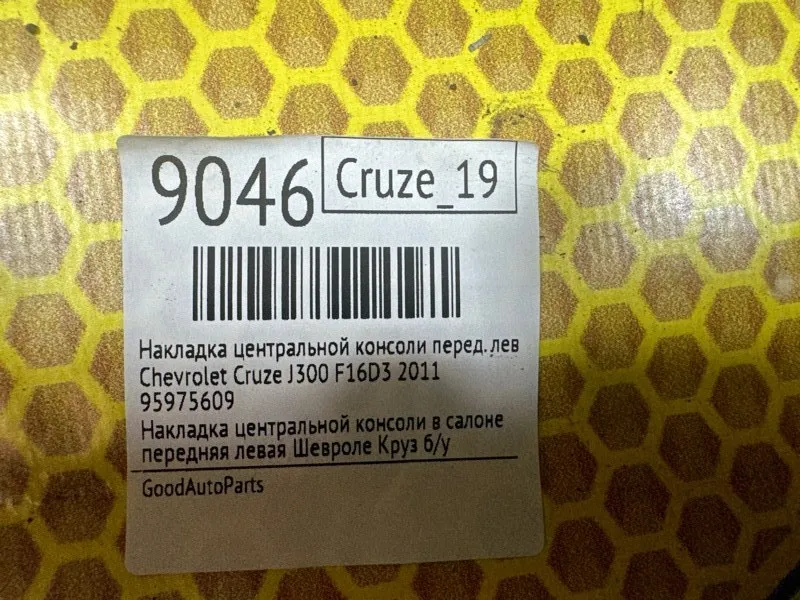 9046
Cruze_19
Накладка центральной консоли перед. лев
Chevrolet Cruze J300 F16D3 2011
95975609
Накладка центральной консоли в салоне
передняя левая Шевроле Круз б/у
GoodAutoParts